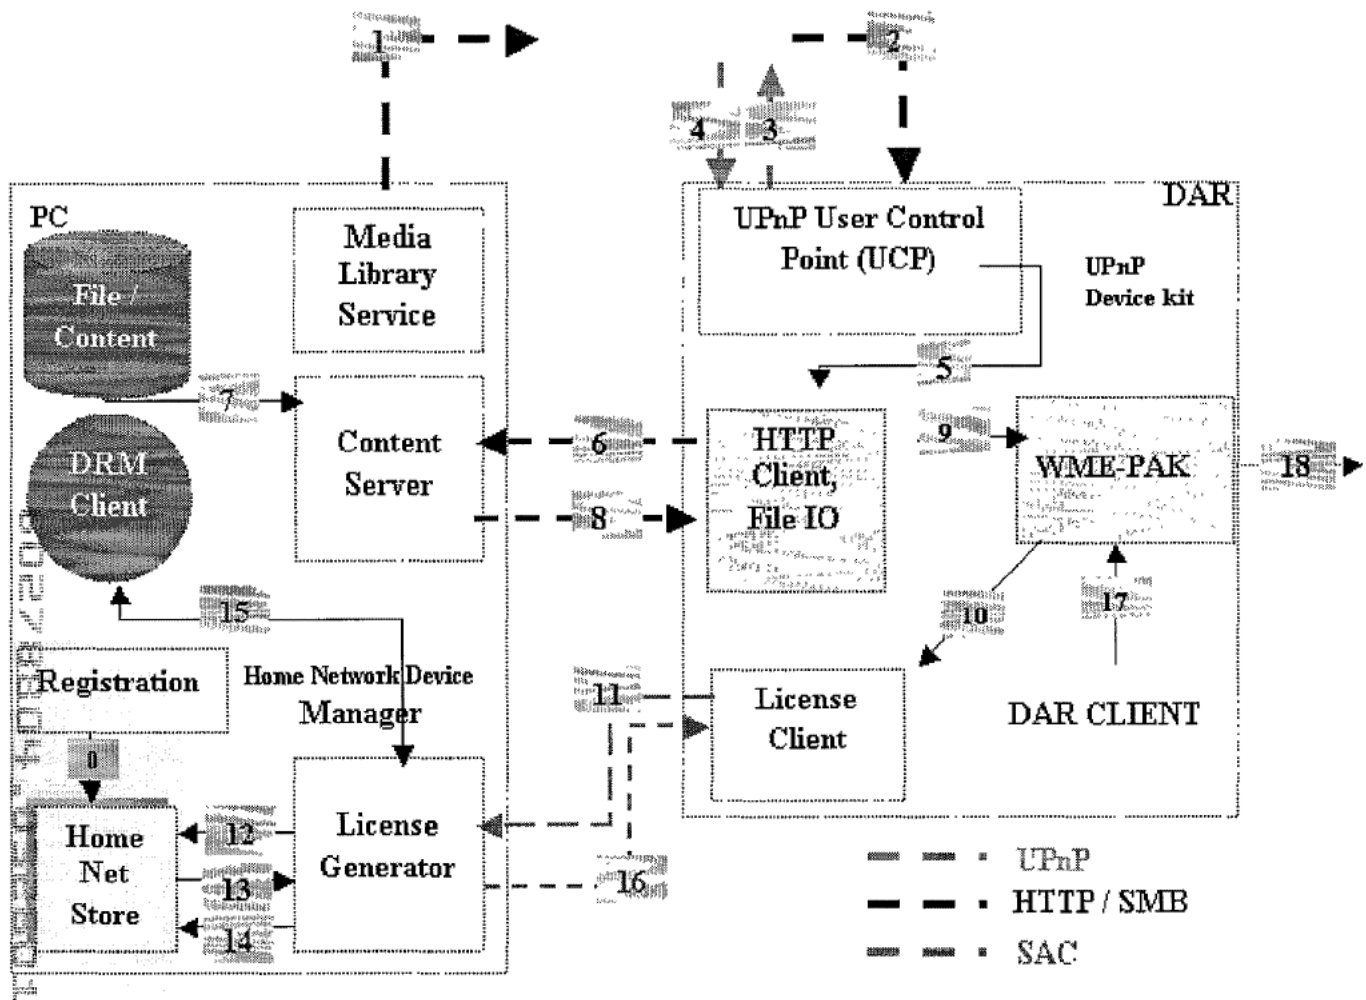 1
2
4
3
PC
DAR
Media
Library
Service
UPnP User Control
Point (UCP)
UPnP
Device kit
File /
Content
5
7
Content
Server
6
8
HTTP
Client,
File IO
9
WME-PAK
18
DRM
Client
10
17
15
Registration
Home Network Device
Manager
11
License
Client
DAR CLIENT
0
Home
Net
Store
12
13
14
License
Generator
16
UPnP
HTTP / SMB
SAC